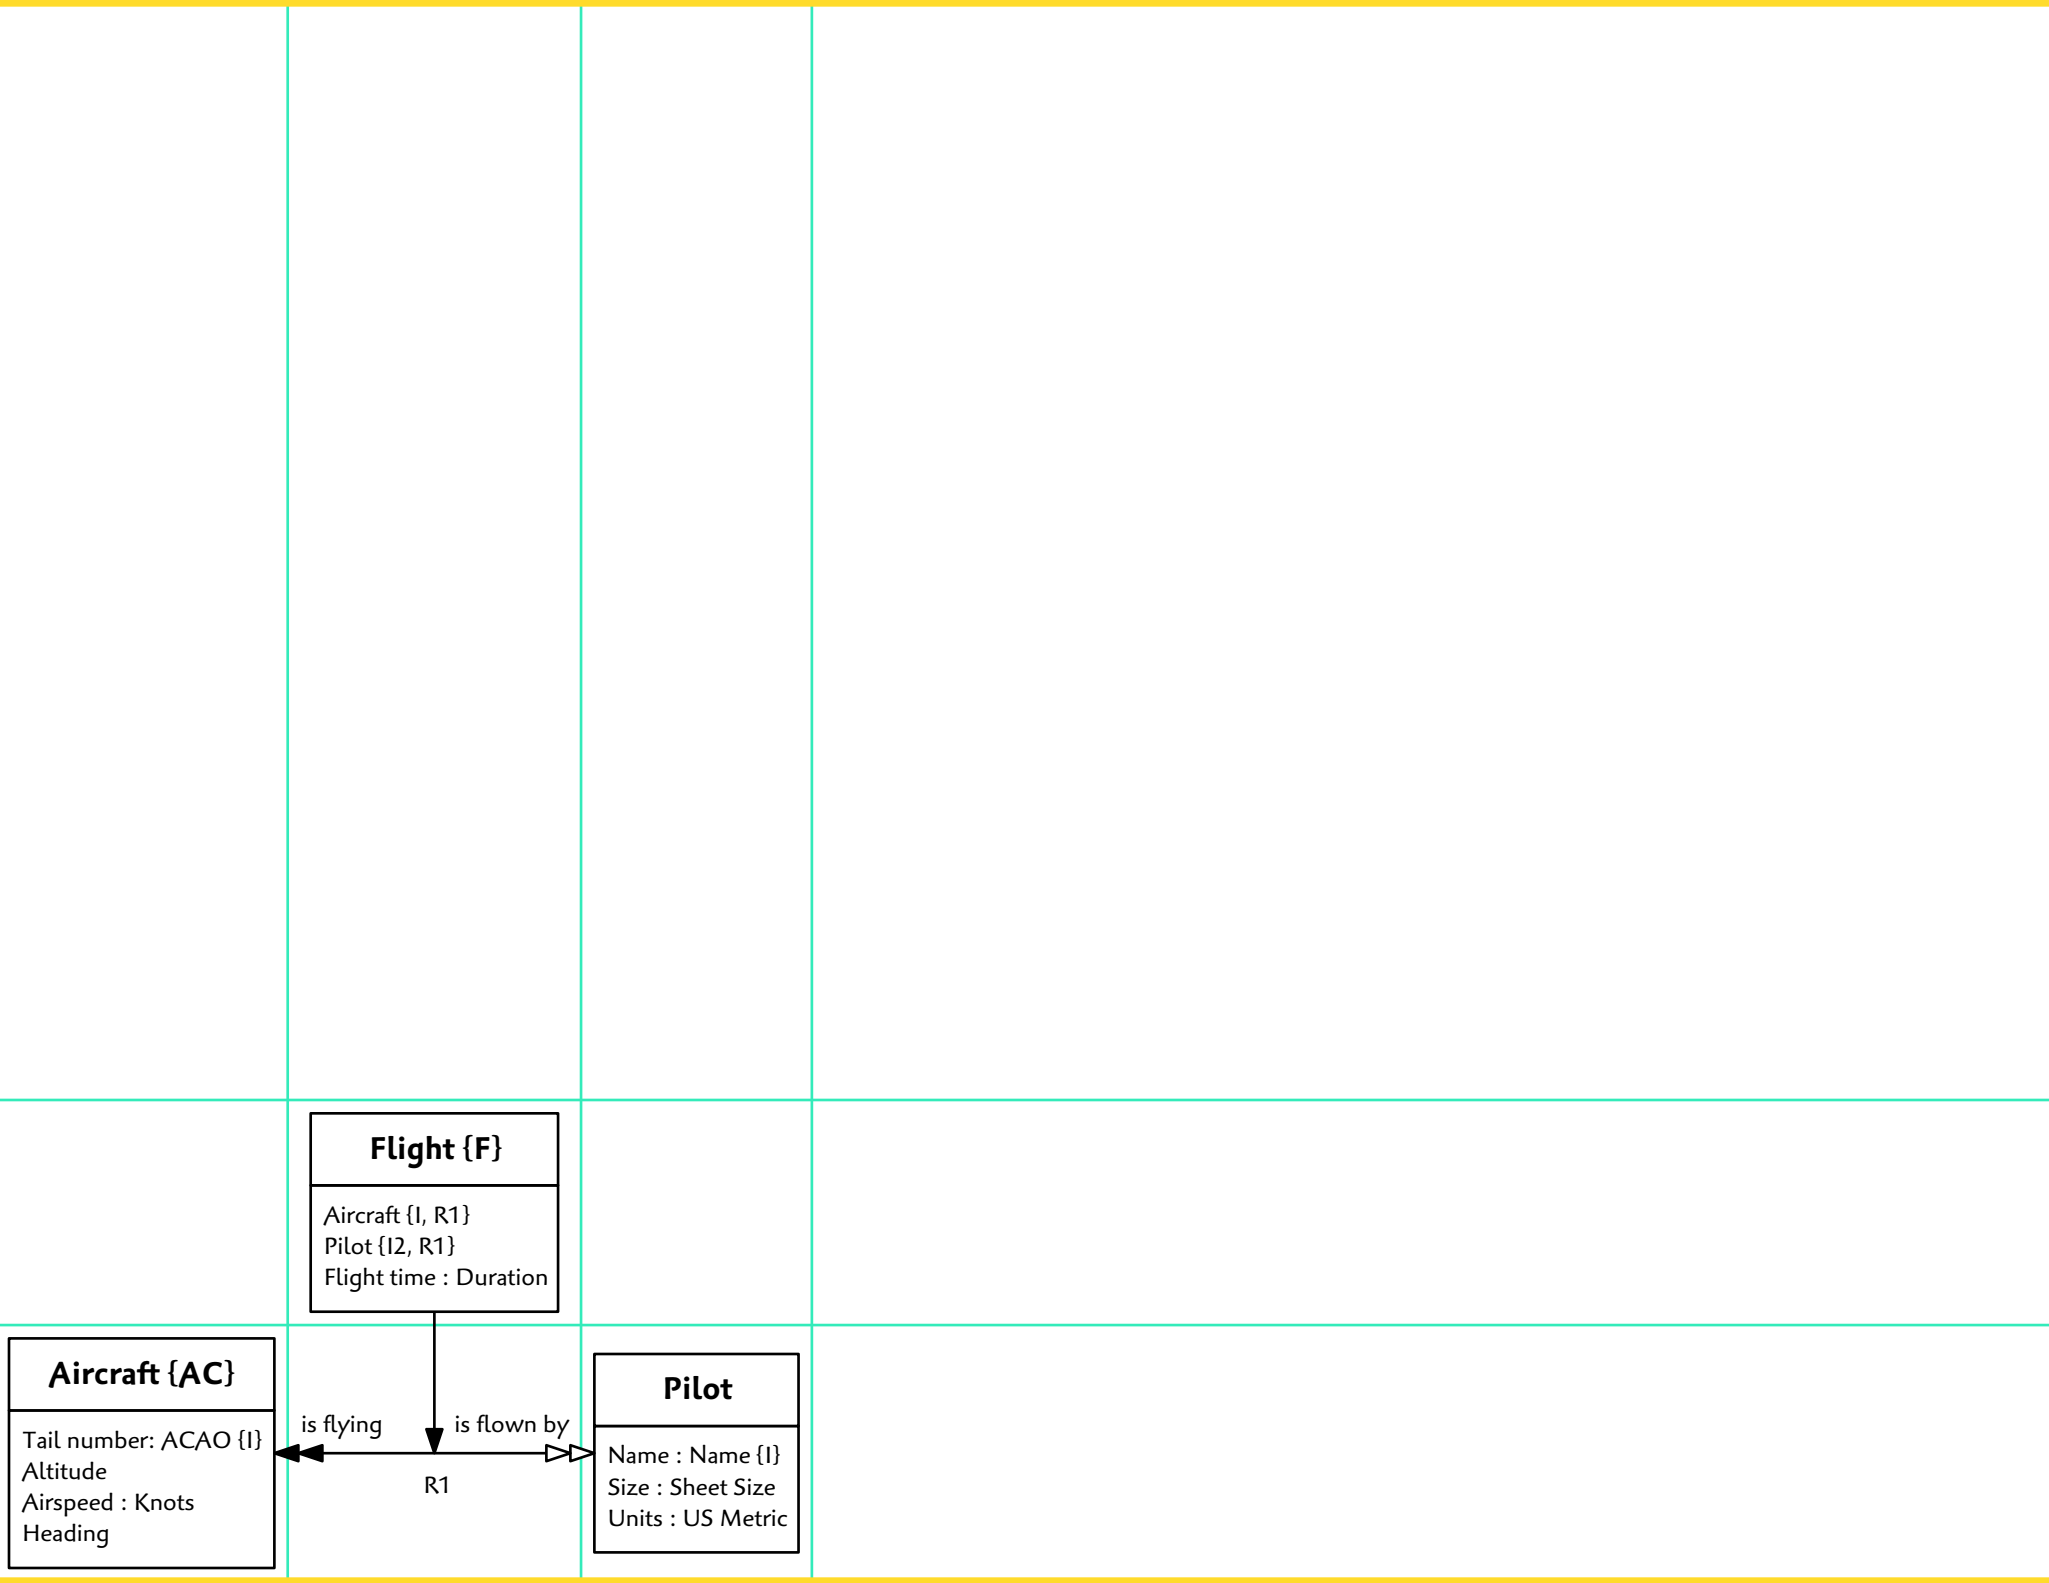 Flight {F}
Aircraft {I, R1}
Pilot {I2, R1}
Flight time : Duration
Aircraft {AC}
Tail number: ACAO {I}
Altitude
Airspeed : Knots
Heading
is flying
is flown by
R1
Pilot
Name : Name {I}
Size : Sheet Size
Units : US Metric